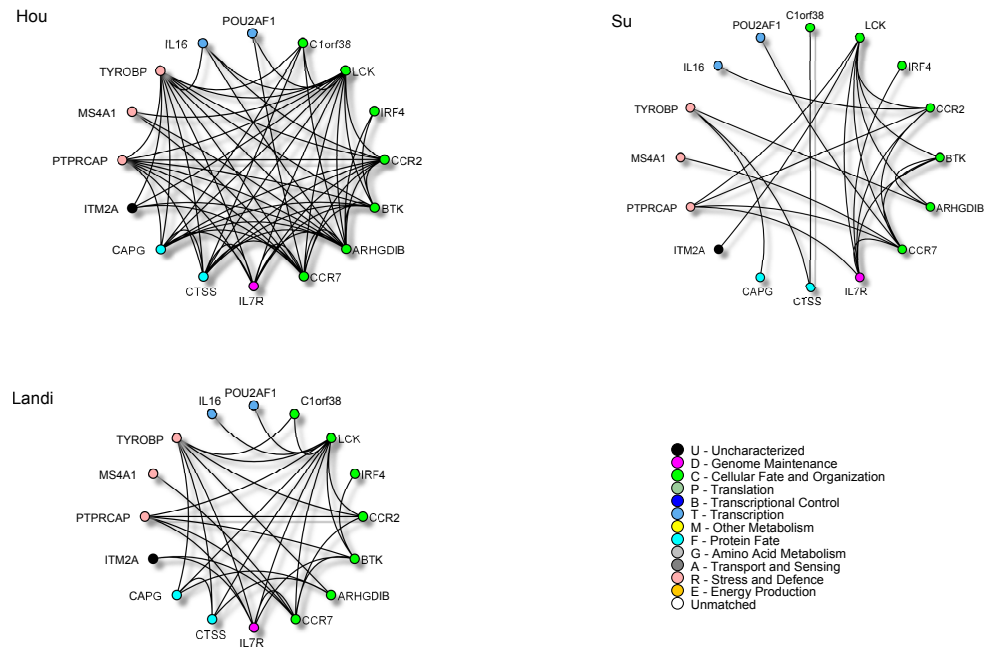 Hou
POU2AF1
IL16
C1orf38
TYROBP
LCK
MS4A1
IRF4
PTPRCAP
CCR2
ITM2A
BTK
CAPG
ARHGDIB
CTSS
CCR7
IL7R
Su
C1orf38
POU2AF1
LCK
IL16
IRF4
TYROBP
CCR2
MS4A1
BTK
PTPRCAP
ARHGDIB
ITM2A
CCR7
CAPG
IL7R
CTSS
Landi
POU2AF1
IL16
C1orf38
TYROBP
LCK
MS4A1
IRF4
PTPRCAP
CCR2
ITM2A
BTK
CAPG
ARHGDIB
CTSS
CCR7
IL7R
U - Uncharacterized
D - Genome Maintenance
C - Cellular Fate and Organization
P - Translation
B - Transcriptional Control
T - Transcription
M - Other Metabolism
F - Protein Fate
G - Amino Acid Metabolism
A - Transport and Sensing
R - Stress and Defence
E - Energy Production
Unmatched